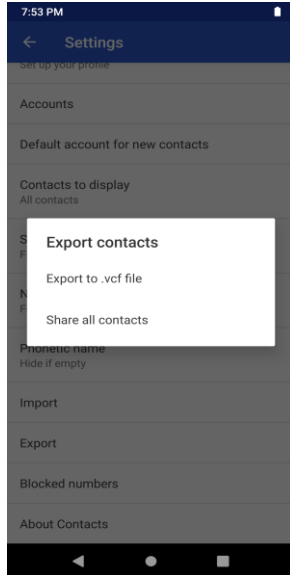 7:53 PM
Settings
Set up your profile
Accounts
Default account for new contacts
Contacts to display
All contacts
S
F
Export contacts
Export to .vcf file
N
F
Share all contacts
Phonetic name
Hide if empty
Import
Export
Blocked numbers
About Contacts